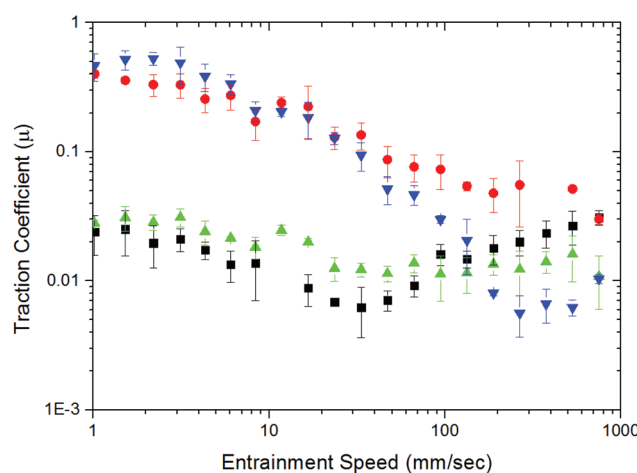 1
0.1
0.01
1E-3
Traction Coefficient (μ)
1 10 100 1000
Entrainment Speed (mm/sec)